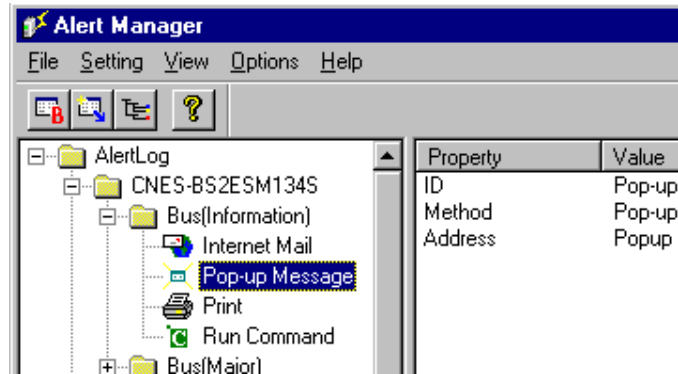 Alert Manager
File Setting View Options Help
AlertLog
CNES-BS2ESM134S
Bus(Information)
Internet Mail
Pop-up Message
Print
Run Command
Bus(Major)
Property Value
ID Pop-up
Method Pop-up
Address Popup